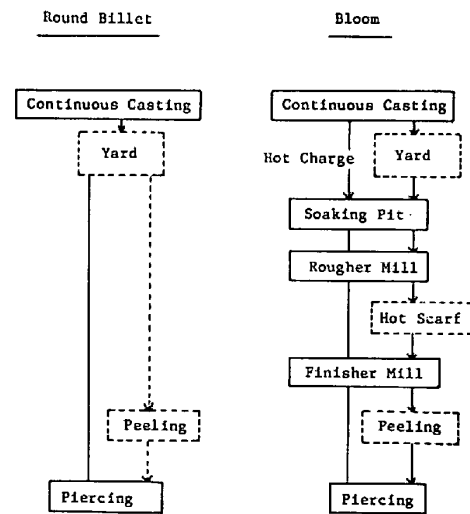 Round Billet
Bloom
Continuous Casting
Yard
Peeling
Piercing
Continuous Casting
Hot Charge
Yard
Soaking Pit
Rougher Mill
Hot Scarf
Finisher Mill
Peeling
Piercing